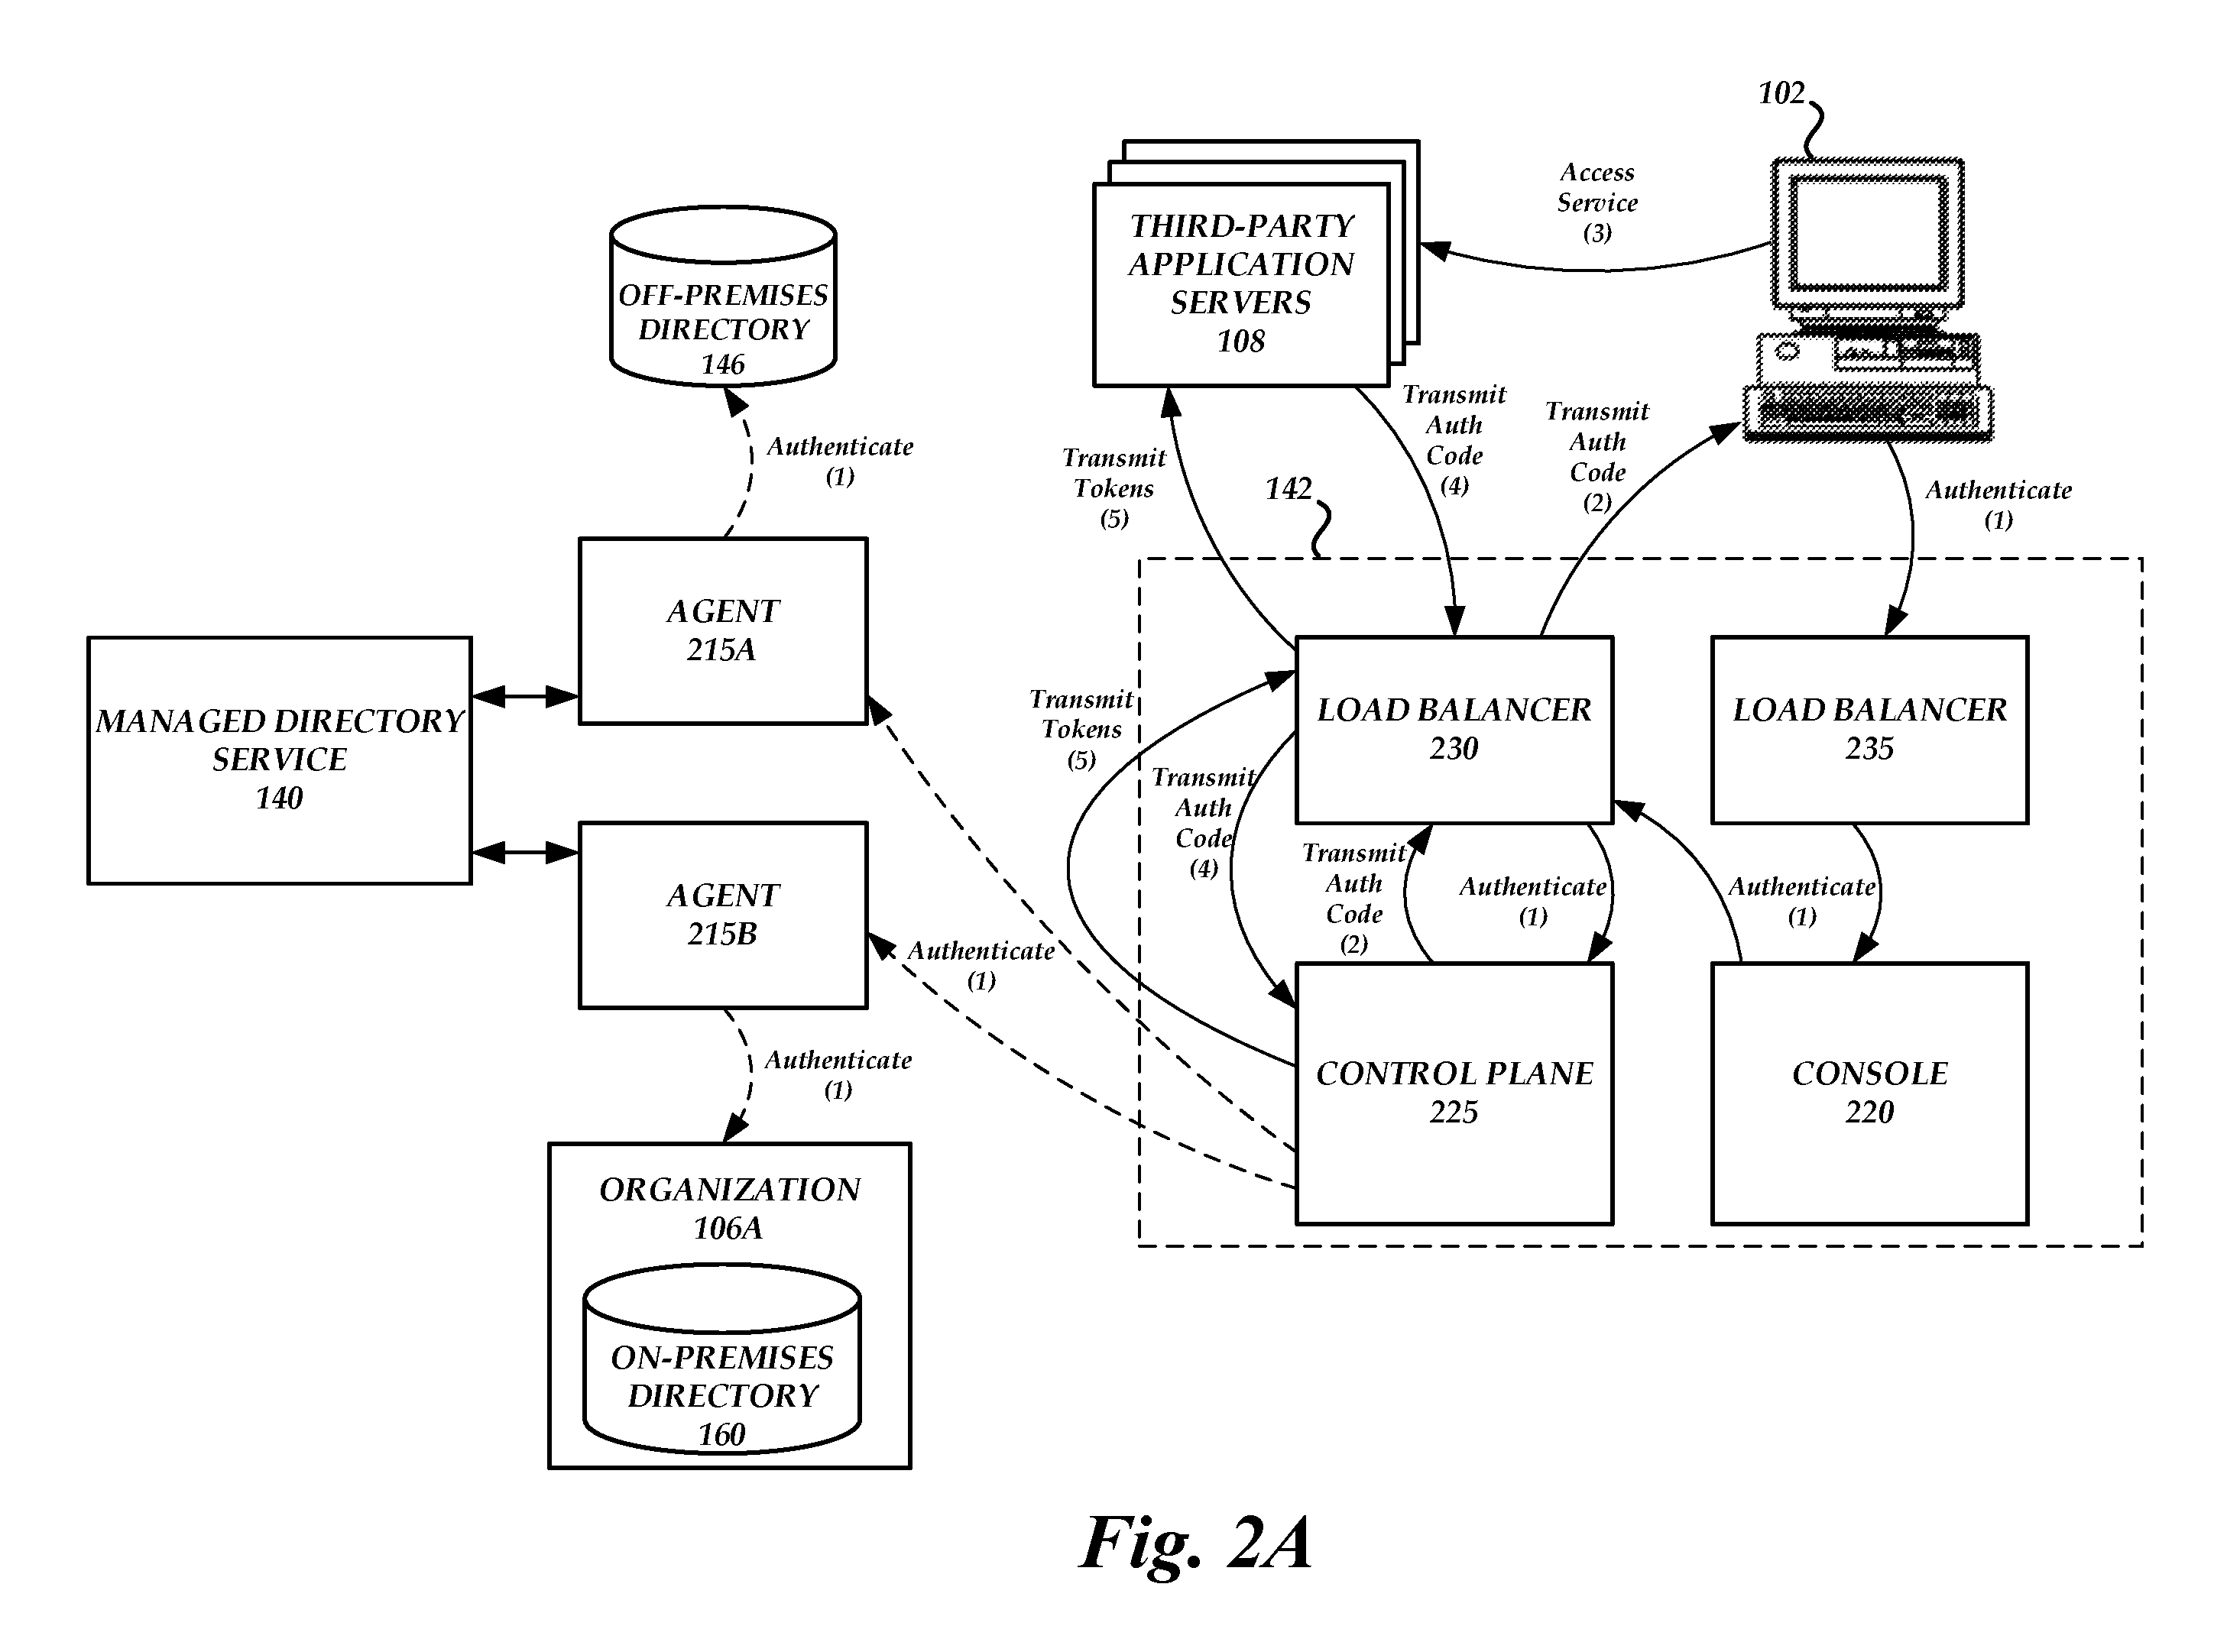 102
Access
Service
(3)
THIRD-PARTY
APPLICATION
SERVERS
108
OFF-PREMISES
DIRECTORY
146
Authenticate
(1)
Transmit
Tokens
(5)
Transmit
Auth
Code
(4)
Transmit
Auth
Code
(2)
Authenticate
(1)
142
AGENT
215A
MANAGED DIRECTORY
SERVICE
140
AGENT
215B
LOAD BALANCER
230
LOAD BALANCER
235
Transmit
Tokens
(5)
Transmit
Auth
Code
(4)
Transmit
Auth
Code
(2)
Authenticate
(1)
Authenticate
(1)
Authenticate
(1)
Authenticate
(1)
CONTROL PLANE
225
CONSOLE
220
ORGANIZATION
106A
ON-PREMISES
DIRECTORY
160
Fig. 2A